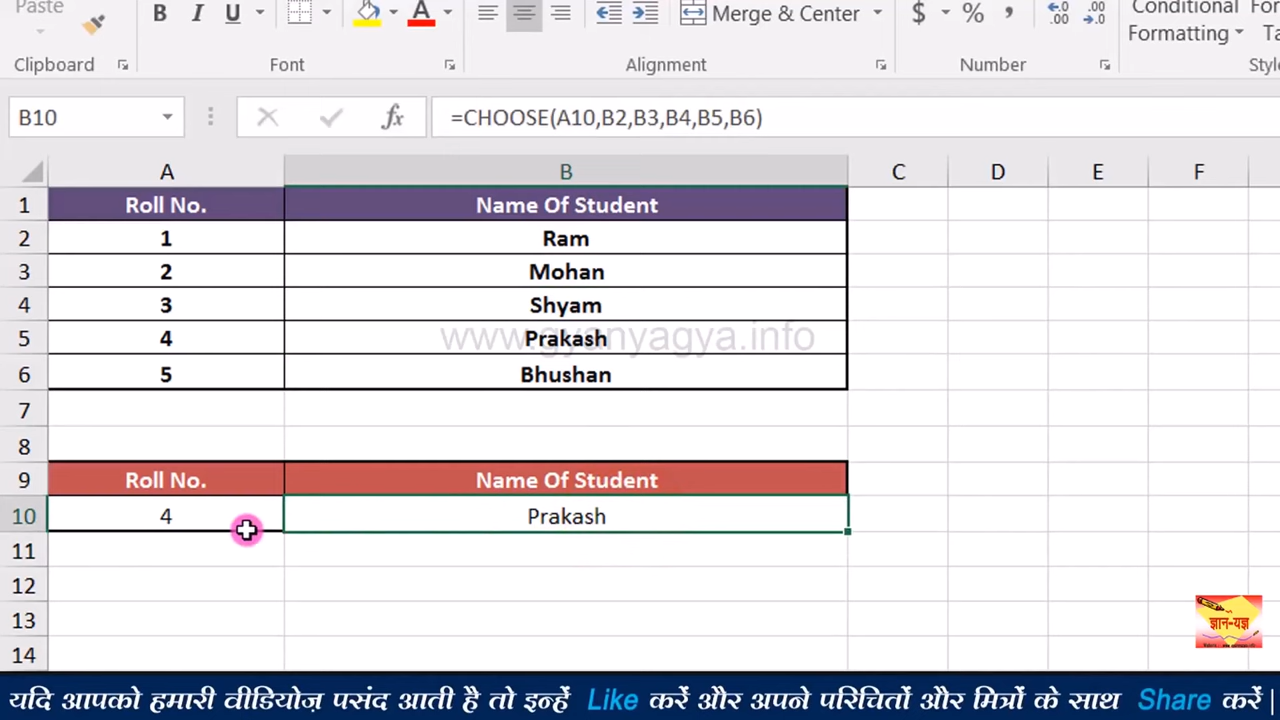 Paste
B I U A Merge & Center $ % , Conditional
Formatting
Clipboard Font Alignment Number
B10 fx =CHOOSE(A10,B2,B3,B4,B5,B6)
A B C D E F
1 Roll No. Name Of Student
2 1 Ram
3 2 Mohan
4 3 Shyam
5 4 Prakash
www.gyanyagya.info
6 5 Bhushan
7
8
9 Roll No. Name Of Student
10 4 Prakash
11
12
13
14
ज्ञान-यज्ञ
यदि आपको हमारी वीडियोज़ पसंद आती है तो इन्हें Like करें और अपने परिचितों और मित्रों के साथ Share करें |